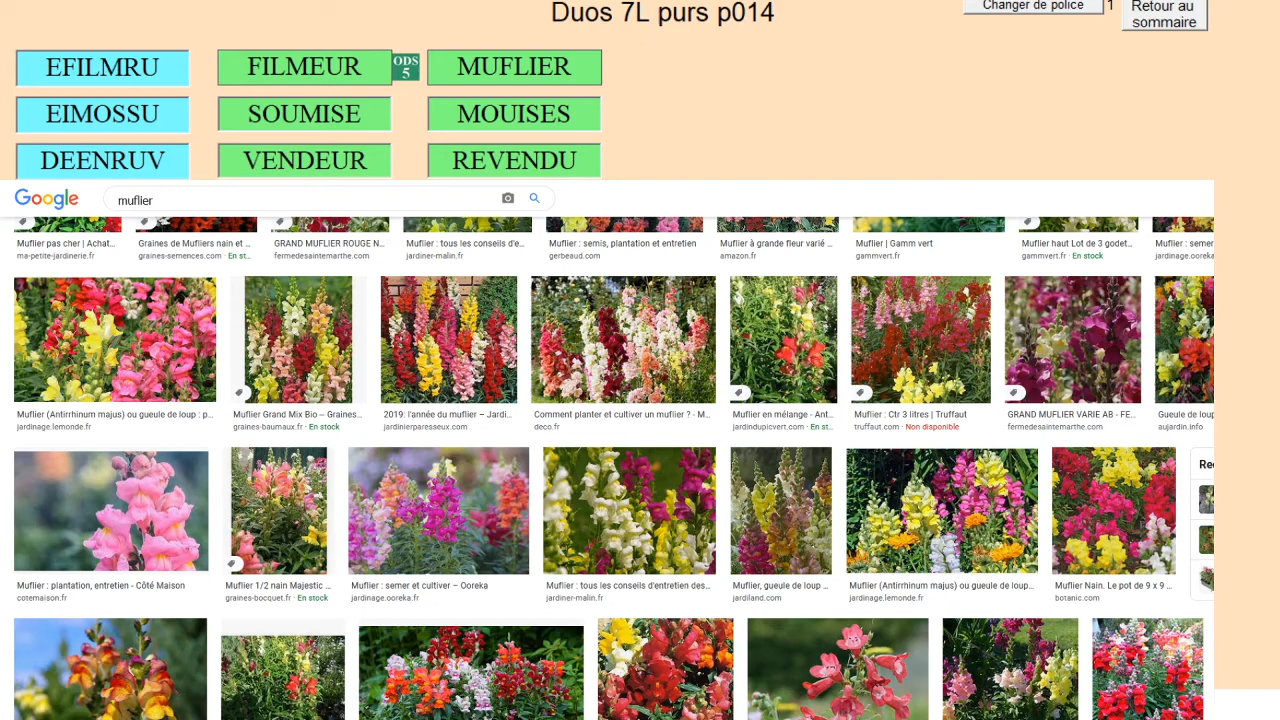 Duos 7L purs p014
Changer de police
1
Retour au
sommaire
EFILMRU
FILMEUR
ODS
5
MUFLIER
EIMOSSU
SOUMISE
MOUISES
DEENRUV
VENDEUR
REVENDU
Google
muflier
Muflier pas cher | Achat...
Graines de Mufliers nain et ...
GRAND MUFLIER ROUGE N...
Muflier : tous les conseils d'e...
Muflier : semis, plantation et entretien
Muflier à grande fleur varié ...
Muflier | Gamm vert
Muflier haut Lot de 3 godet...
Muflier : semer
ma-petite-jardinerie.fr
graines-semences.com · En st...
fermedesaintemarthe.com
jardiner-malin.fr
gerbeaud.com
amazon.fr
gammvert.fr
gammvert.fr · En stock
jardinage.ooreka
Muflier (Antirrhinum majus) ou gueule de loup : p...
Muflier Grand Mix Bio – Graines...
2019: l'année du muflier – Jardi...
Comment planter et cultiver un muflier ? - M...
Muflier en mélange - Ant...
Muflier : Ctr 3 litres | Truffaut
GRAND MUFLIER VARIE AB - FE...
Gueule de loup
jardinage.lemonde.fr
graines-baumaux.fr · En stock
jardinierparesseux.com
deco.fr
jardindupicvert.com · En st...
truffaut.com · Non disponible
fermedesaintemarthe.com
aujardin.info
Rec
Muflier : plantation, entretien - Côté Maison
Muflier 1/2 nain Majestic ...
Muflier : semer et cultiver – Ooreka
Muflier : tous les conseils d'entretien des...
Muflier, gueule de loup ...
Muflier (Antirrhinum majus) ou gueule de loup...
Muflier Nain. Le pot de 9 x 9 ...
cotemaison.fr
graines-bocquet.fr · En stock
jardinage.ooreka.fr
jardiner-malin.fr
jardiland.com
jardinage.lemonde.fr
botanic.com